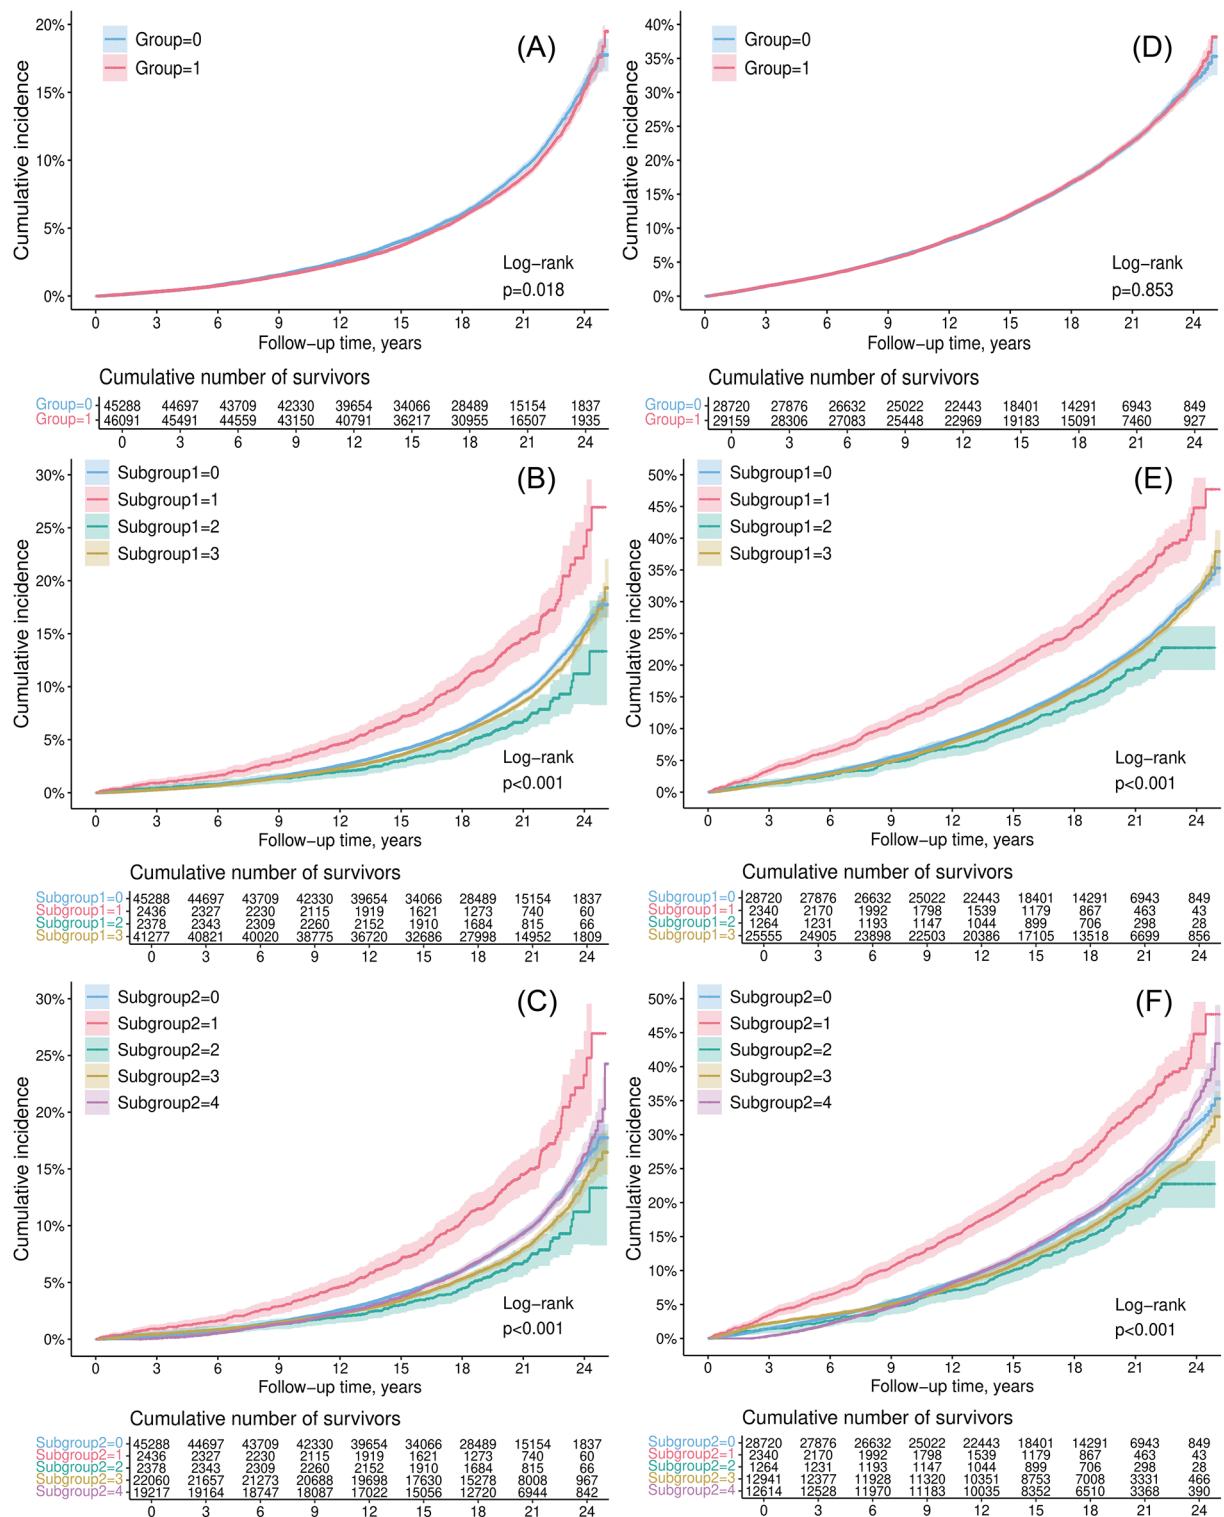 (A)
Group=0
Group=1
Cumulative incidence
20%
15%
10%
5%
0%
Log-rank
p=0.018
0 3 6 9 12 15 18 21 24
Follow-up time, years
Cumulative number of survivors
Group=0 45288 44697 43709 42330 39654 34066 28489 15154 1837
Group=1 46091 45491 44559 43150 40791 36217 30955 16507 1935
0 3 6 9 12 15 18 21 24
(D)
Group=0
Group=1
Cumulative incidence
40%
35%
30%
25%
20%
15%
10%
5%
0%
Log-rank
p=0.853
0 3 6 9 12 15 18 21 24
Follow-up time, years
Cumulative number of survivors
Group=0 28720 27876 26632 25022 22443 18401 14291 6943 849
Group=1 29159 28306 27083 25448 22969 19183 15091 7460 927
0 3 6 9 12 15 18 21 24
(B)
Subgroup1=0
Subgroup1=1
Subgroup1=2
Subgroup1=3
Cumulative incidence
30%
25%
20%
15%
10%
5%
0%
Log-rank
p<0.001
0 3 6 9 12 15 18 21 24
Follow-up time, years
Cumulative number of survivors
Subgroup1=0 45288 44697 43709 42330 39654 34066 28489 15154 1837
Subgroup1=1 2436 2327 2230 2115 1919 1621 1273 740 60
Subgroup1=2 2378 2343 2309 2260 2152 1910 1684 815 66
Subgroup1=3 41277 40821 40020 38775 36720 32686 27998 14952 1809
0 3 6 9 12 15 18 21 24
(E)
Subgroup1=0
Subgroup1=1
Subgroup1=2
Subgroup1=3
Cumulative incidence
50%
45%
40%
35%
30%
25%
20%
15%
10%
5%
0%
Log-rank
p<0.001
0 3 6 9 12 15 18 21 24
Follow-up time, years
Cumulative number of survivors
Subgroup1=0 28720 27876 26632 25022 22443 18401 14291 6943 849
Subgroup1=1 2340 2170 1992 1798 1539 1179 867 463 43
Subgroup1=2 1264 1231 1193 1147 1044 899 706 298 28
Subgroup1=3 25555 24905 23898 22503 20386 17105 13518 6699 856
0 3 6 9 12 15 18 21 24
(C)
Subgroup2=0
Subgroup2=1
Subgroup2=2
Subgroup2=3
Subgroup2=4
Cumulative incidence
30%
25%
20%
15%
10%
5%
0%
Log-rank
p<0.001
0 3 6 9 12 15 18 21 24
Follow-up time, years
Cumulative number of survivors
Subgroup2=0 45288 44697 43709 42330 39654 34066 28489 15154 1837
Subgroup2=1 2436 2327 2230 2115 1919 1621 1273 740 60
Subgroup2=2 2378 2343 2309 2260 2152 1910 1684 815 66
Subgroup2=3 22060 21657 21273 20688 19698 17630 15278 8008 967
Subgroup2=4 19217 19164 18747 18087 17022 15056 12720 6944 842
0 3 6 9 12 15 18 21 24
(F)
Subgroup2=0
Subgroup2=1
Subgroup2=2
Subgroup2=3
Subgroup2=4
Cumulative incidence
50%
45%
40%
35%
30%
25%
20%
15%
10%
5%
0%
Log-rank
p<0.001
0 3 6 9 12 15 18 21 24
Follow-up time, years
Cumulative number of survivors
Subgroup2=0 28720 27876 26632 25022 22443 18401 14291 6943 849
Subgroup2=1 2340 2170 1992 1798 1539 1179 867 463 43
Subgroup2=2 1264 1231 1193 1147 1044 899 706 298 28
Subgroup2=3 12941 12377 11928 11320 10351 8753 7008 3331 466
Subgroup2=4 12614 12528 11970 11183 10035 8352 6510 3368 390
0 3 6 9 12 15 18 21 24